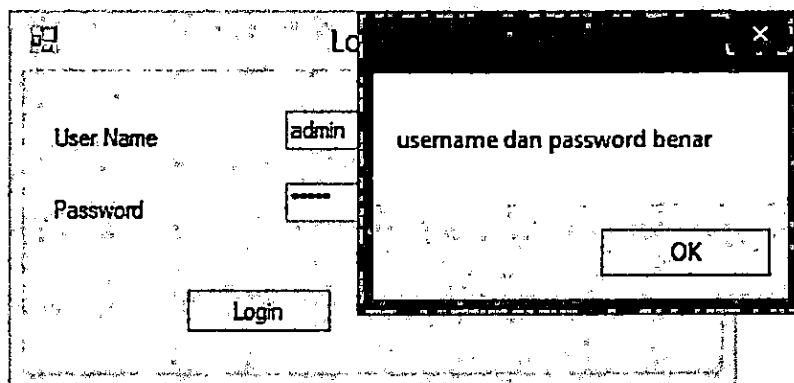 Lo
User Name
admin
Password
*****
Login
username dan password benar
OK